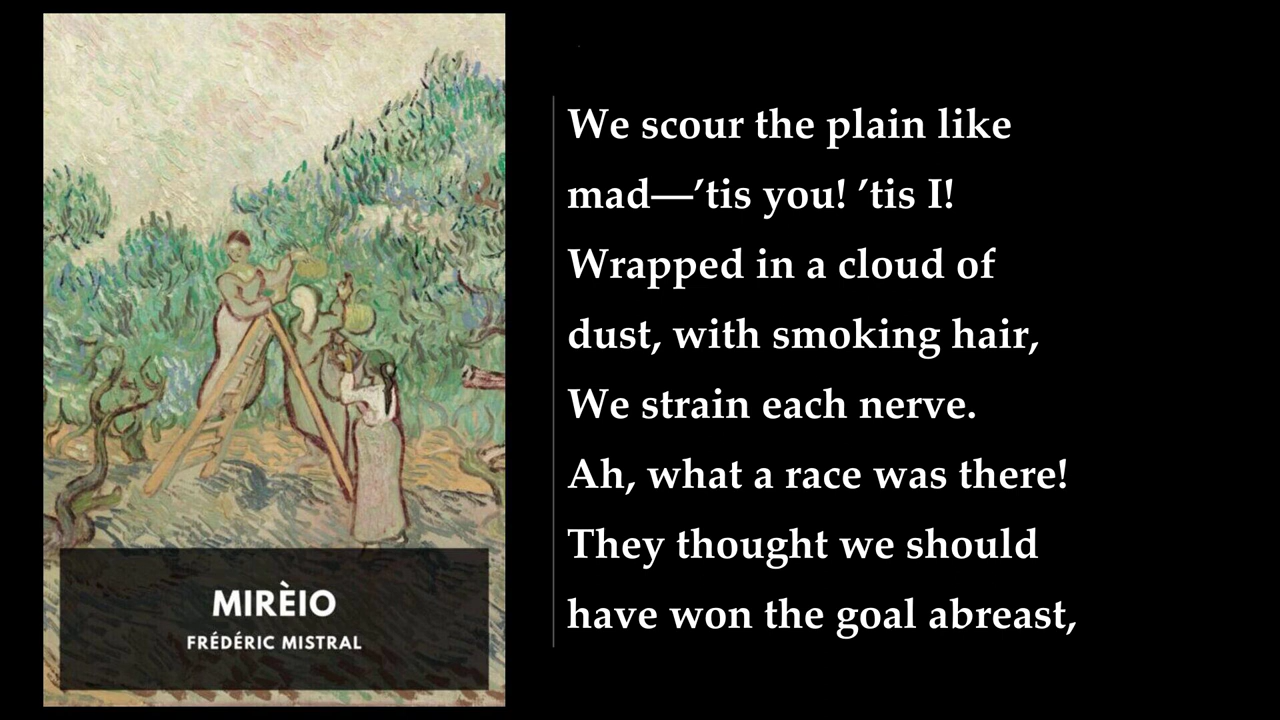 MIRÈIO
FRÉDÉRIC MISTRAL
We scour the plain like
mad—’tis you! ’tis I!
Wrapped in a cloud of
dust, with smoking hair,
We strain each nerve.
Ah, what a race was there!
They thought we should
have won the goal abreast,